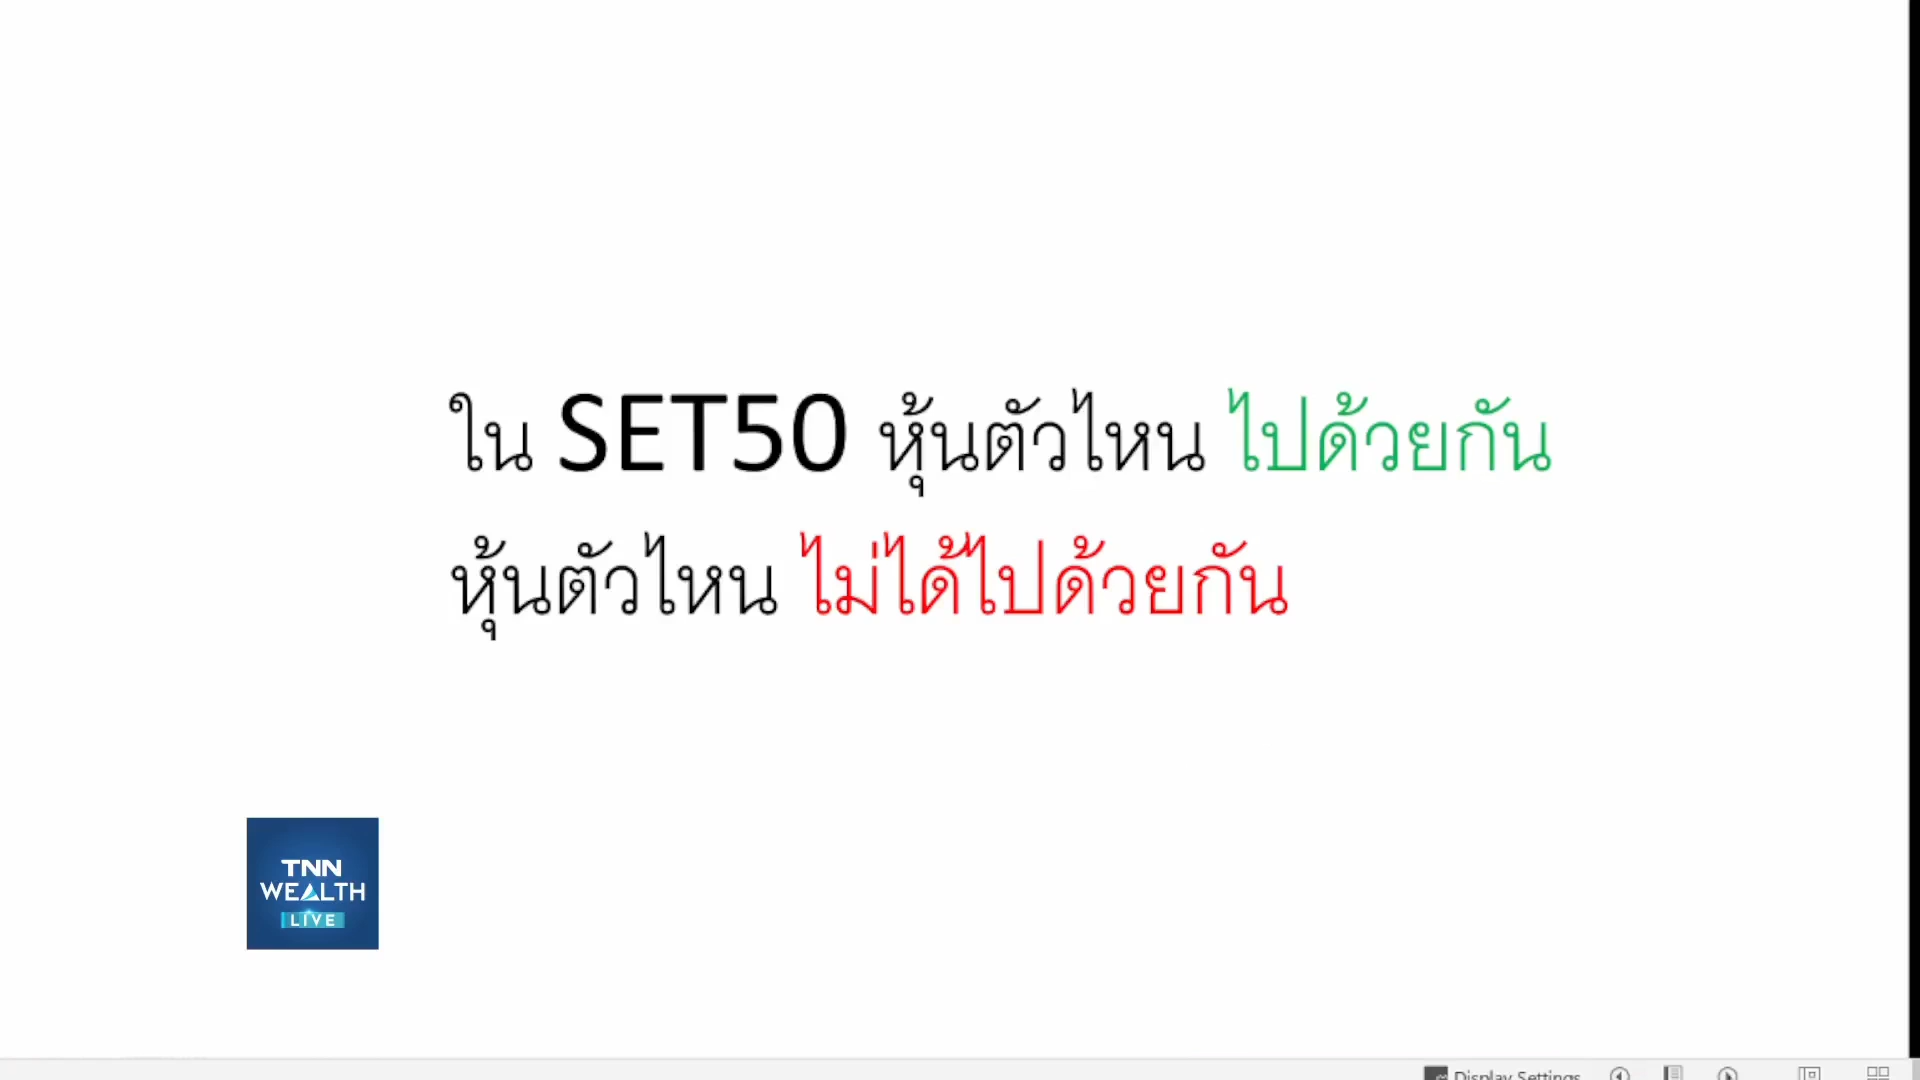 ใน SET50 หุ้นตัวไหน ไปด้วยกัน
หุ้นตัวไหน ไม่ได้ไปด้วยกัน
TNN
WEALTH
LIVE
Display Settings